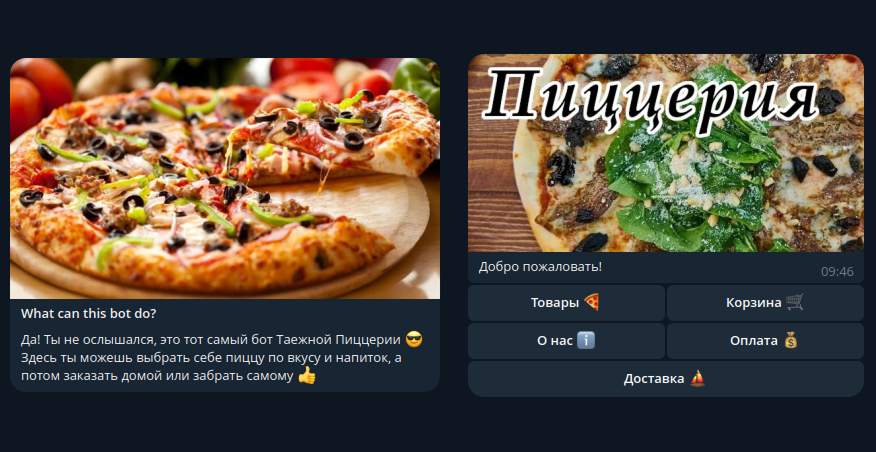 What can this bot do?
Да! Ты не ослышался, это тот самый бот Таежной Пиццерии 😎
Здесь ты можешь выбрать себе пиццу по вкусу и напиток, а
потом заказать домой или забрать самому 👍
Пиццерия
Добро пожаловать!
09:46
Товары 🍕
Корзина 🛒
О нас ℹ️
Оплата 💰
Доставка ⛵